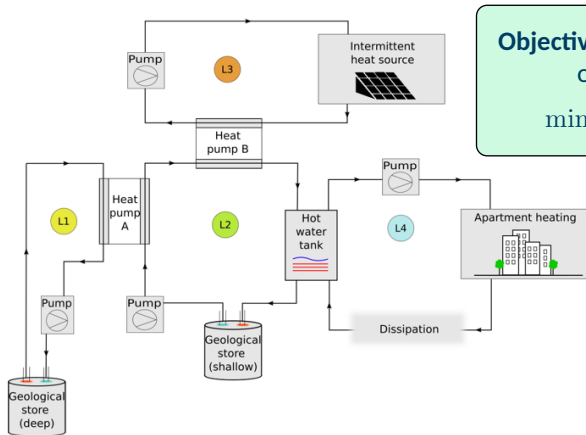 Objectiv
min
Pump
L3
Intermittent
heat source
Heat
pump B
Pump
L1
Heat
pump
A
L2
Hot
water
tank
L4
Apartment heating
Pump
Pump
Geological
store
(shallow)
Dissipation
Geological
store
(deep)